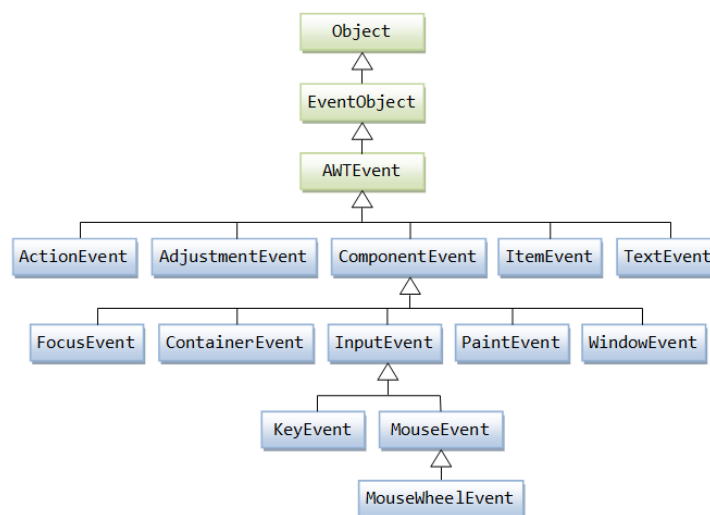 Object
EventObject
AWTEvent
ActionEvent AdjustmentEvent ComponentEvent ItemEvent TextEvent
FocusEvent ContainerEvent InputEvent PaintEvent WindowEvent
KeyEvent MouseEvent
MouseWheelEvent